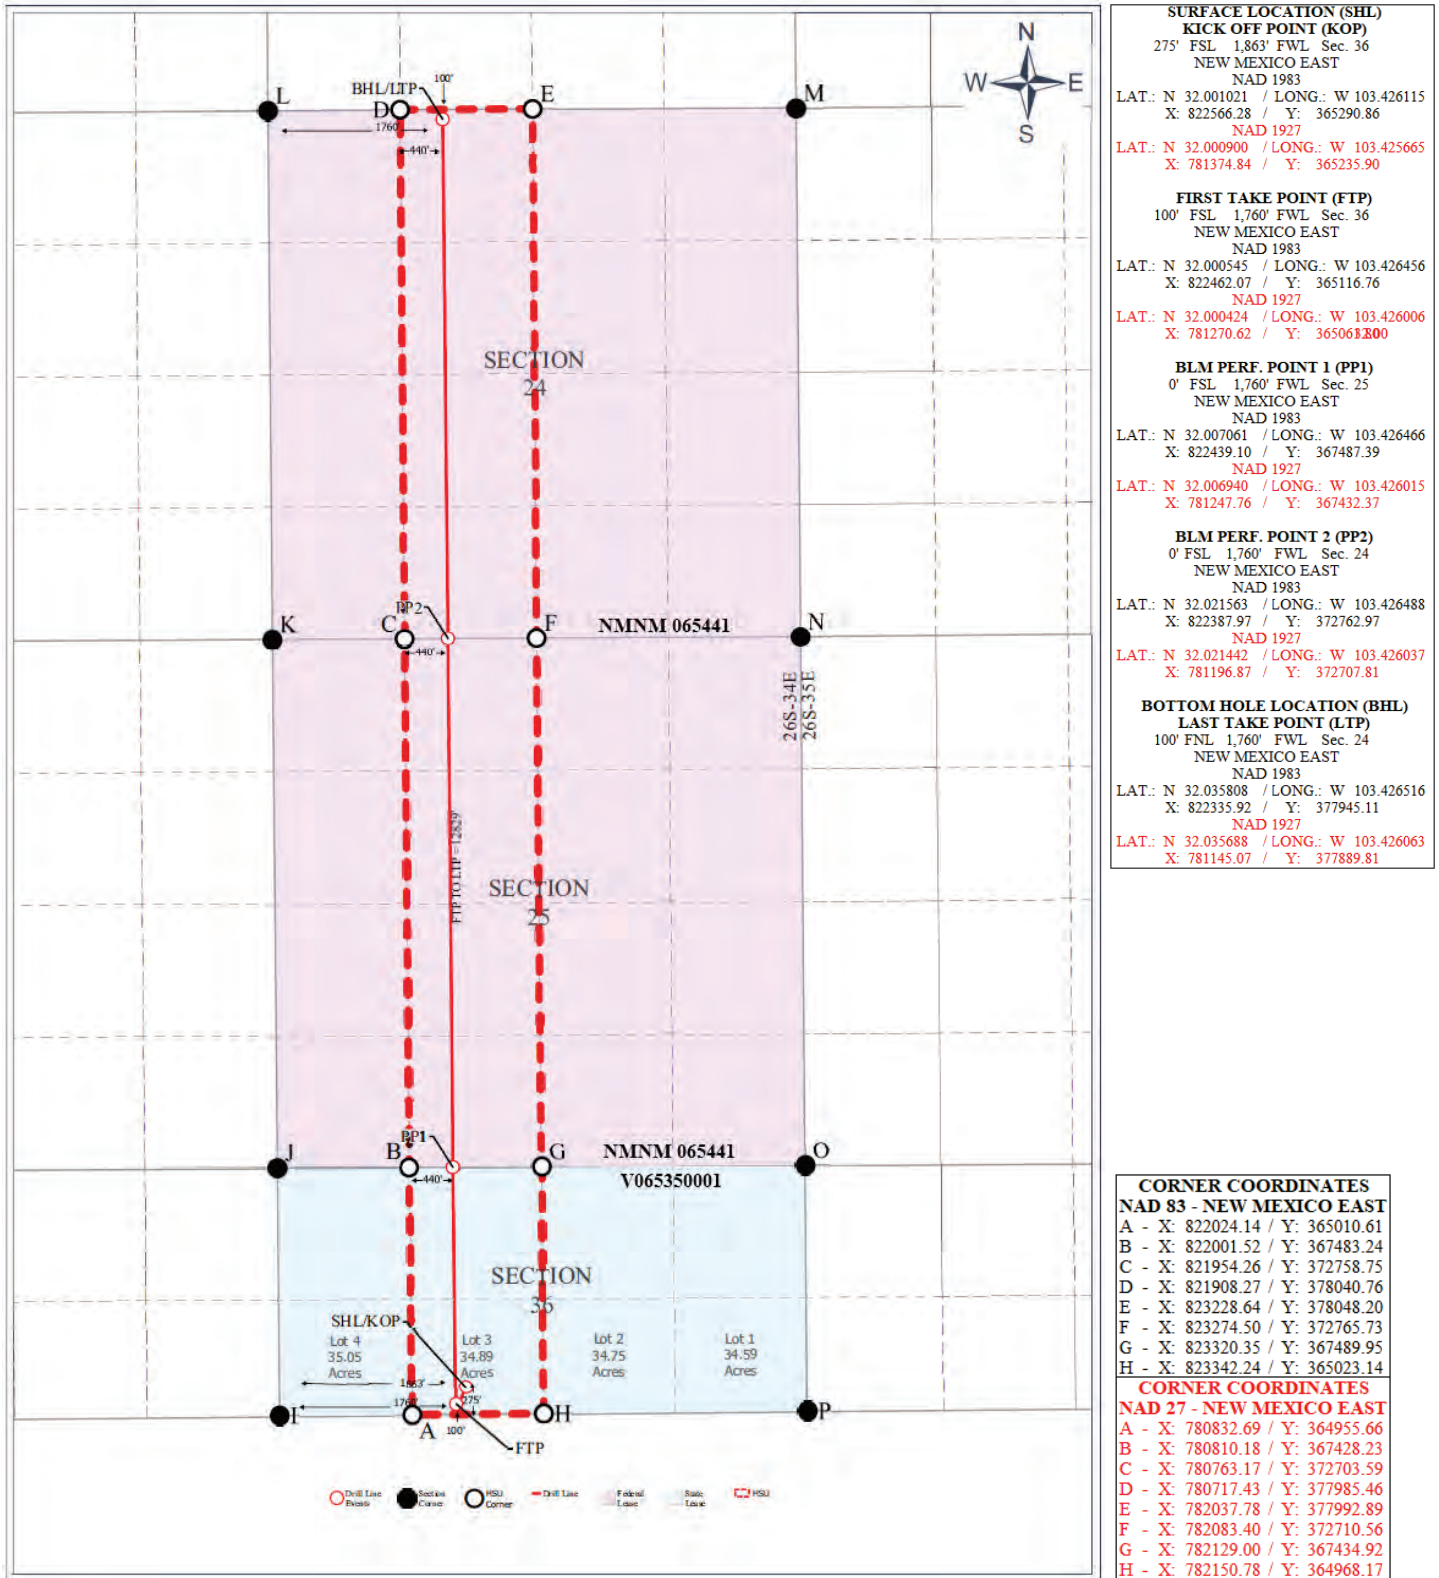 N
W E
S
L
D
BHL/LTP
100'
E
M
1760'
440'
SECTION
24
K
C
PP2
F
NMNM 065441
N
440'
26S-34E
26S-35E
FTP TO LTP = 12829'
SECTION
25
J
B
PP1
G
NMNM 065441
O
440'
V065350001
SECTION
36
SHL/KOP
Lot 4
35.05
Acres
Lot 3
34.89
Acres
Lot 2
34.75
Acres
Lot 1
34.59
Acres
1863'
1760'
275'
I
A
100'
H
P
FTP
Drill Line
Events
Section
Corner
HSU
Corner
Drill Line
Federal
Lease
State
Lease
HSU
SURFACE LOCATION (SHL)
KICK OFF POINT (KOP)
275' FSL 1,863' FWL Sec. 36
NEW MEXICO EAST
NAD 1983
LAT.: N 32.001021 / LONG.: W 103.426115
X: 822566.28 / Y: 365290.86
NAD 1927
LAT.: N 32.000900 / LONG.: W 103.425665
X: 781374.84 / Y: 365235.90
FIRST TAKE POINT (FTP)
100' FSL 1,760' FWL Sec. 36
NEW MEXICO EAST
NAD 1983
LAT.: N 32.000545 / LONG.: W 103.426456
X: 822462.07 / Y: 365116.76
NAD 1927
LAT.: N 32.000424 / LONG.: W 103.426006
X: 781270.62 / Y:
BLM PERF. POINT 1 (PP1)
0' FSL 1,760' FWL Sec. 25
NEW MEXICO EAST
NAD 1983
LAT.: N 32.007061 / LONG.: W 103.426466
X: 822439.10 / Y: 367487.39
NAD 1927
LAT.: N 32.006940 / LONG.: W 103.426015
X: 781247.76 / Y: 367432.37
BLM PERF. POINT 2 (PP2)
0' FSL 1,760' FWL Sec. 24
NEW MEXICO EAST
NAD 1983
LAT.: N 32.021563 / LONG.: W 103.426488
X: 822387.97 / Y: 372762.97
NAD 1927
LAT.: N 32.021442 / LONG.: W 103.426037
X: 781196.87 / Y: 372707.81
BOTTOM HOLE LOCATION (BHL)
LAST TAKE POINT (LTP)
100' FNL 1,760' FWL Sec. 24
NEW MEXICO EAST
NAD 1983
LAT.: N 32.035808 / LONG.: W 103.426516
X: 822335.92 / Y: 377945.11
NAD 1927
LAT.: N 32.035688 / LONG.: W 103.426063
X: 781145.07 / Y: 377889.81
CORNER COORDINATES
NAD 83 - NEW MEXICO EAST
A - X: 822024.14 / Y: 365010.61
B - X: 822001.52 / Y: 367483.24
C - X: 821954.26 / Y: 372758.75
D - X: 821908.27 / Y: 378040.76
E - X: 823228.64 / Y: 378048.20
F - X: 823274.50 / Y: 372765.73
G - X: 823320.35 / Y: 367489.95
H - X: 823342.24 / Y: 365023.14
CORNER COORDINATES
NAD 27 - NEW MEXICO EAST
A - X: 780832.69 / Y: 364955.66
B - X: 780810.18 / Y: 367428.23
C - X: 780763.17 / Y: 372703.59
D - X: 780717.43 / Y: 377985.46
E - X: 782037.78 / Y: 377992.89
F - X: 782083.40 / Y: 372710.56
G - X: 782129.00 / Y: 367434.92
H - X: 782150.78 / Y: 364968.17